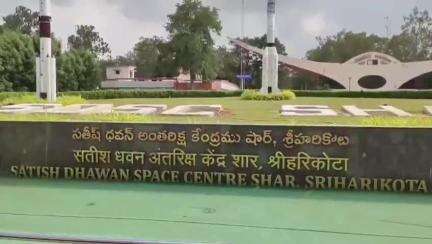 సతీష్ ధవన్ అంతరిక్ష కేంద్రము షార్, శ్రీహరికోట
सतीश धवन अंतरिक्ष केंद्र शार, श्रीहरिकोटा
SATISH DHAWAN SPACE CENTRE SHAR, SRIHARIKOTA